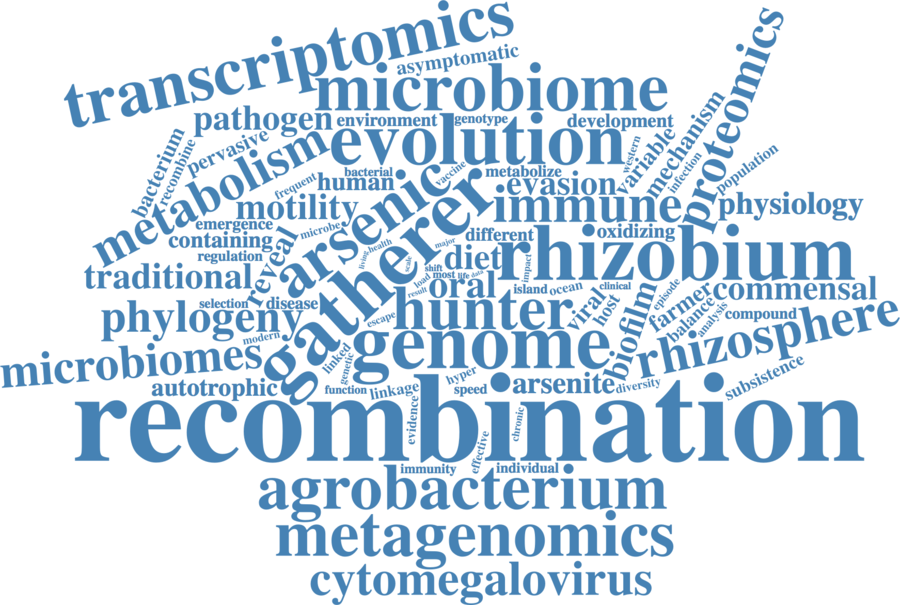 transcriptomics
asymptomatic
microbiome
proteomics
pathogen
environment
genotype
development
evolution
bacterium
recombine
pervasive
metabolism
variable
western
mechanism
infection
population
bacterial
vaccine
metabolize
frequent
human
evasion
arsenic
gatherer
immune
physiology
motility
emergence
microbe
containing
regulation
reveal
different
oxidizing
rhizobium
living
health
major
scale
diet
impact
traditional
shift
most
life
data
load
result
oral
island
ocean
clinical
episode
commensal
selection
disease
phylogeny
escape
hunter
viral
host
biofilm
farmer
balance
analysis
compound
rhizosphere
modern
linked
genetic
genome
microbiomes
autotrophic
function
linkage
hyper
speed
arsenite
diversity
subsistence
recombination
evidence
chronic
effective
immunity
individual
agrobacterium
metagenomics
cytomegalovirus